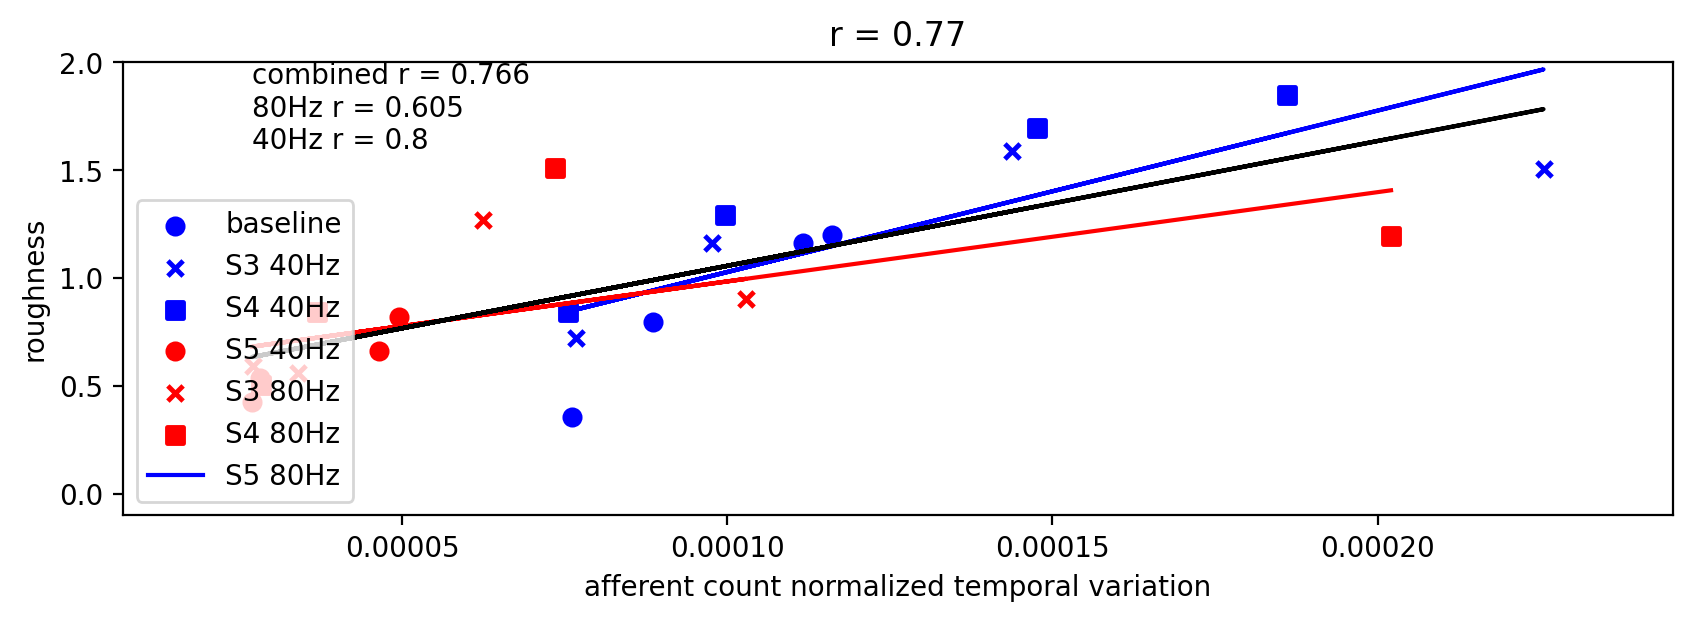 r = 0.77
combined r = 0.766
80Hz r = 0.605
40Hz r = 0.8
baseline
S3 40Hz
S4 40Hz
S5 40Hz
S3 80Hz
S4 80Hz
S5 80Hz
roughness
2.0
1.5
1.0
0.5
0.0
0.00005
0.00010
0.00015
0.00020
afferent count normalized temporal variation